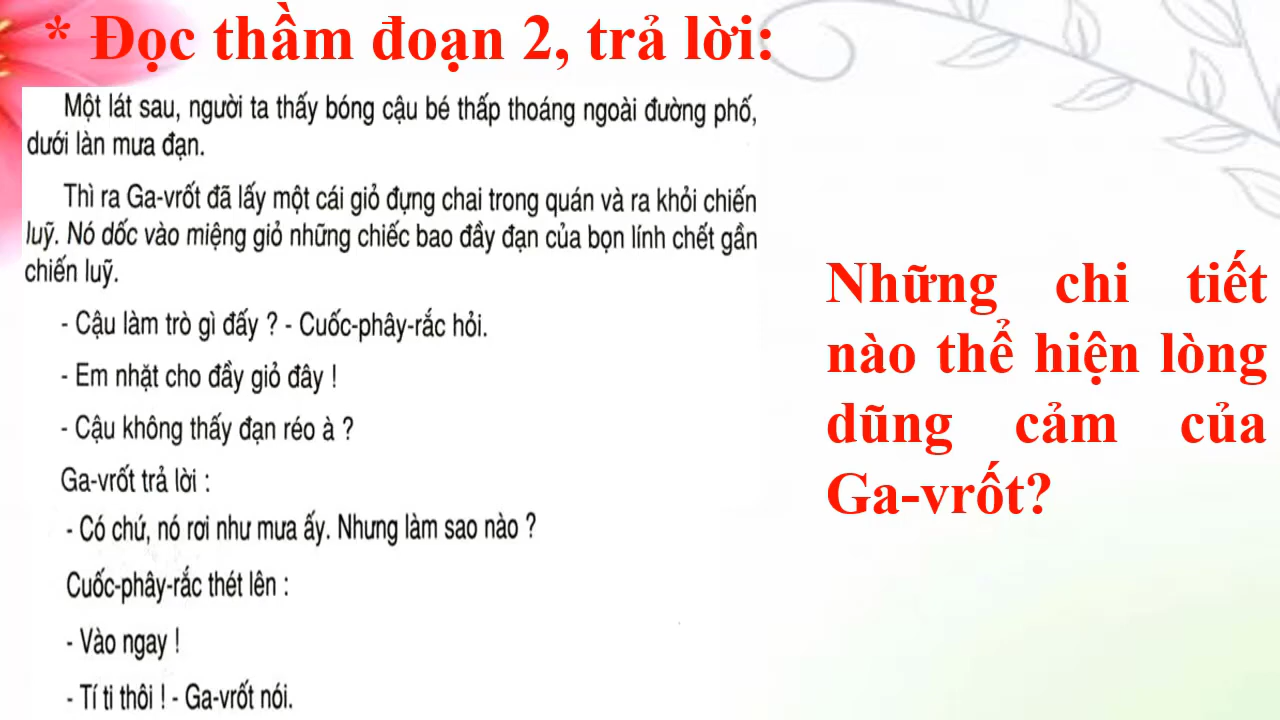 * Đọc thầm đoạn 2, trả lời:
Một lát sau, người ta thấy bóng cậu bé thấp thoáng ngoài đường phố,
dưới làn mưa đạn.
Thì ra Ga-vrốt đã lấy một cái giỏ đựng chai trong quán và ra khỏi chiến
luỹ. Nó dốc vào miệng giỏ những chiếc bao đầy đạn của bọn lính chết gần
chiến luỹ.
- Cậu làm trò gì đấy ? - Cuốc-phây-rắc hỏi.
- Em nhặt cho đầy giỏ đây !
- Cậu không thấy đạn réo à ?
Ga-vrốt trả lời :
- Có chứ, nó rơi như mưa ấy. Nhưng làm sao nào ?
Cuốc-phây-rắc thét lên :
- Vào ngay !
- Tí ti thôi ! - Ga-vrốt nói.
Những chi tiết
nào thể hiện lòng
dũng cảm của
Ga-vrốt?